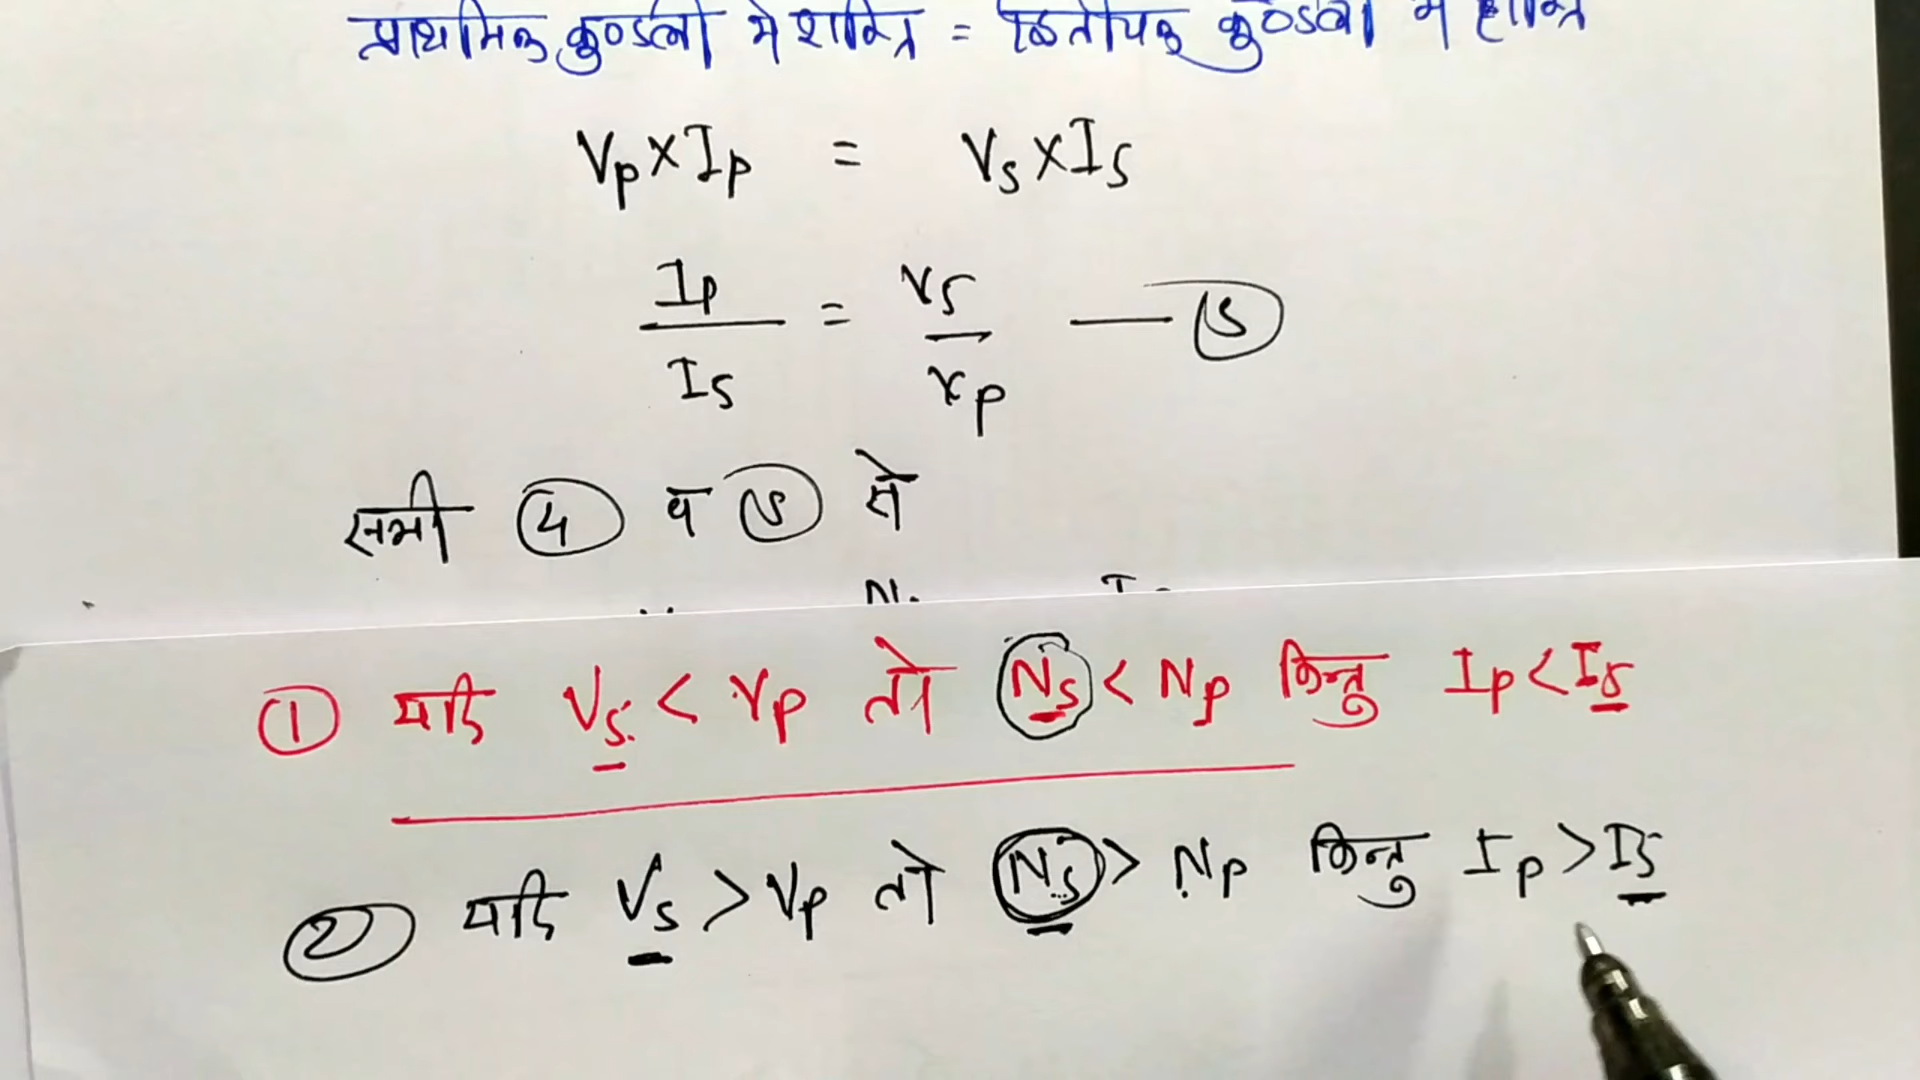 प्राथमिक कुण्डली मे शक्ति = द्वितीयक कुण्डली मे शक्ति
Vp×Ip = Vs×Is
Ip/Is = Vs/Vp — 5
समी 4 व 5 से
1 यदि Vs < Vp तो Ns < Np किन्तु Ip < Is
2 यदि Vs > Vp तो Ns > Np किन्तु Ip > Is